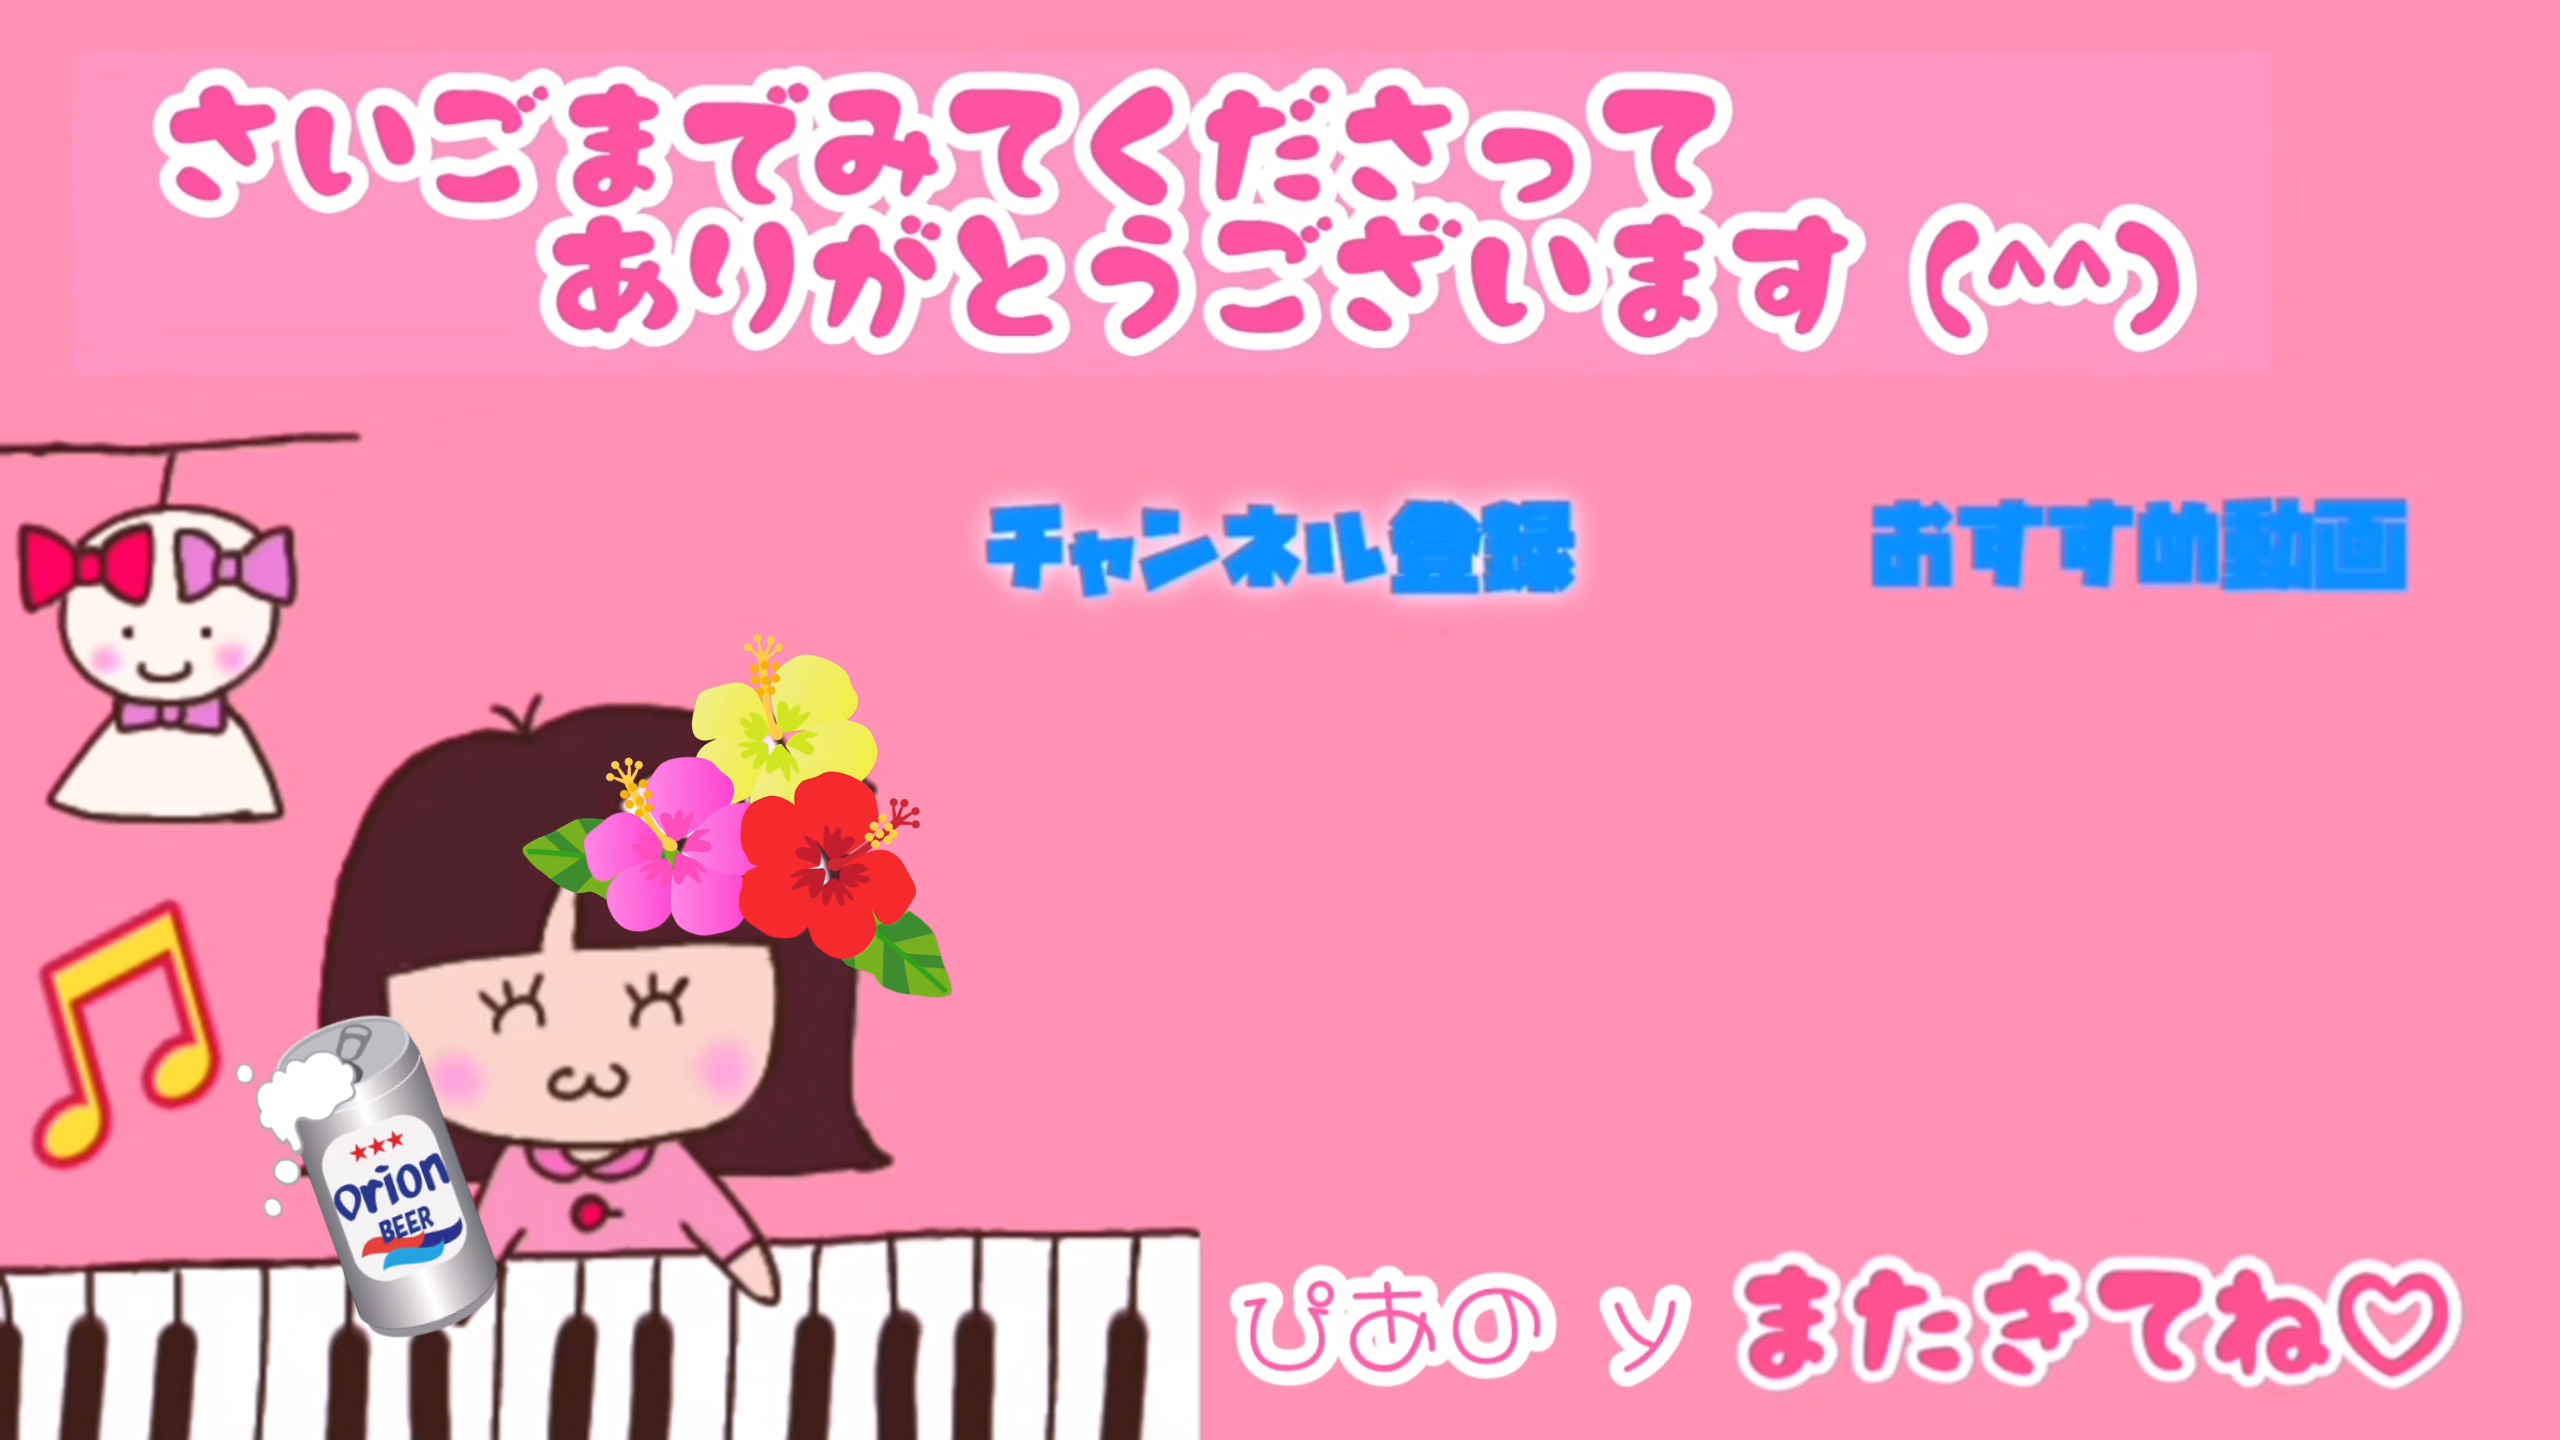 さいごまでみてくださって
ありがとうございます (^^)
チャンネル登録
おすすめ動画
Orion
BEER
ぴあの y またきてね♡